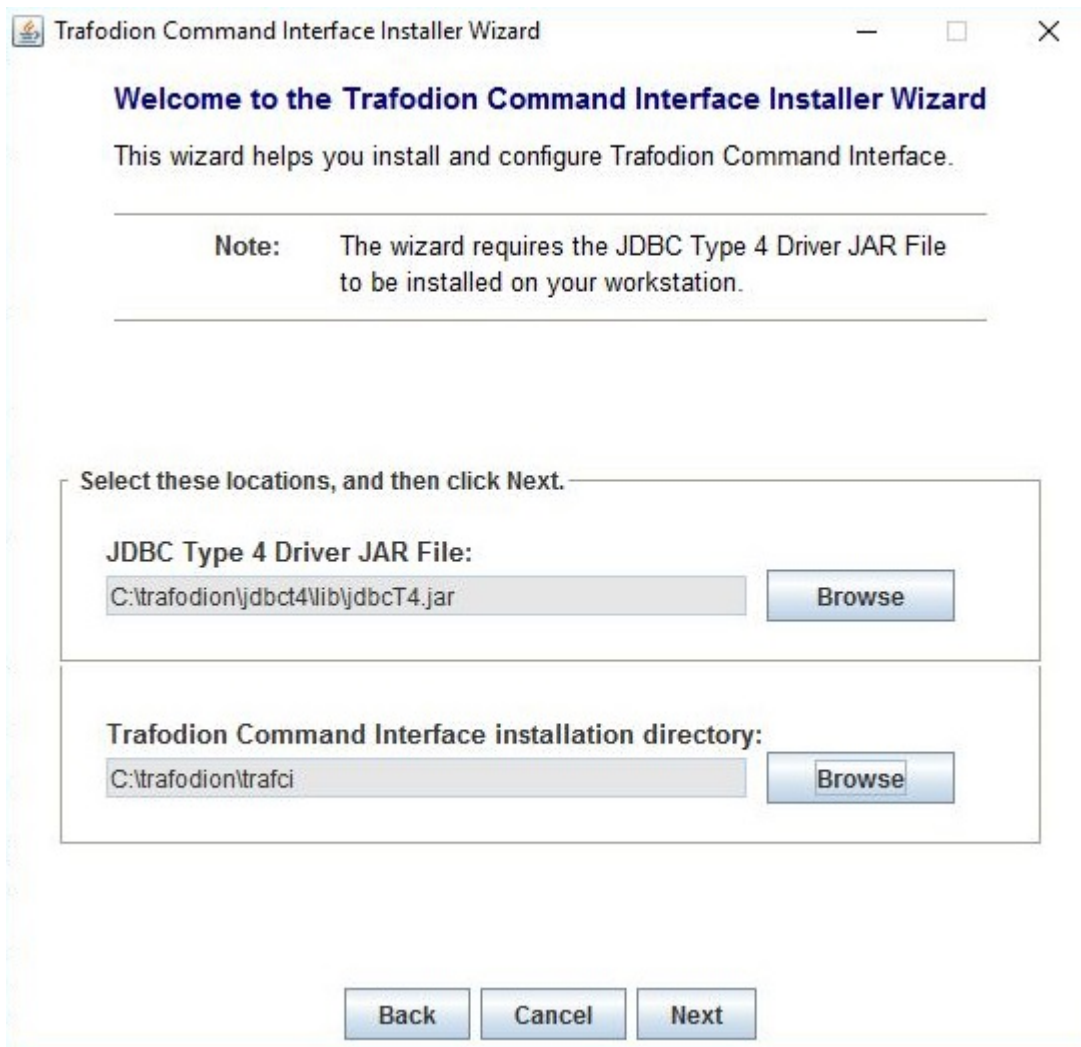 Trafodion Command Interface Installer Wizard
Welcome to the Trafodion Command Interface Installer Wizard
This wizard helps you install and configure Trafodion Command Interface.
Note: The wizard requires the JDBC Type 4 Driver JAR File
to be installed on your workstation.
Select these locations, and then click Next.
JDBC Type 4 Driver JAR File:
C:\trafodion\jdbct4\lib\jdbcT4.jar Browse
Trafodion Command Interface installation directory:
C:\trafodion\trafci Browse
Back Cancel Next